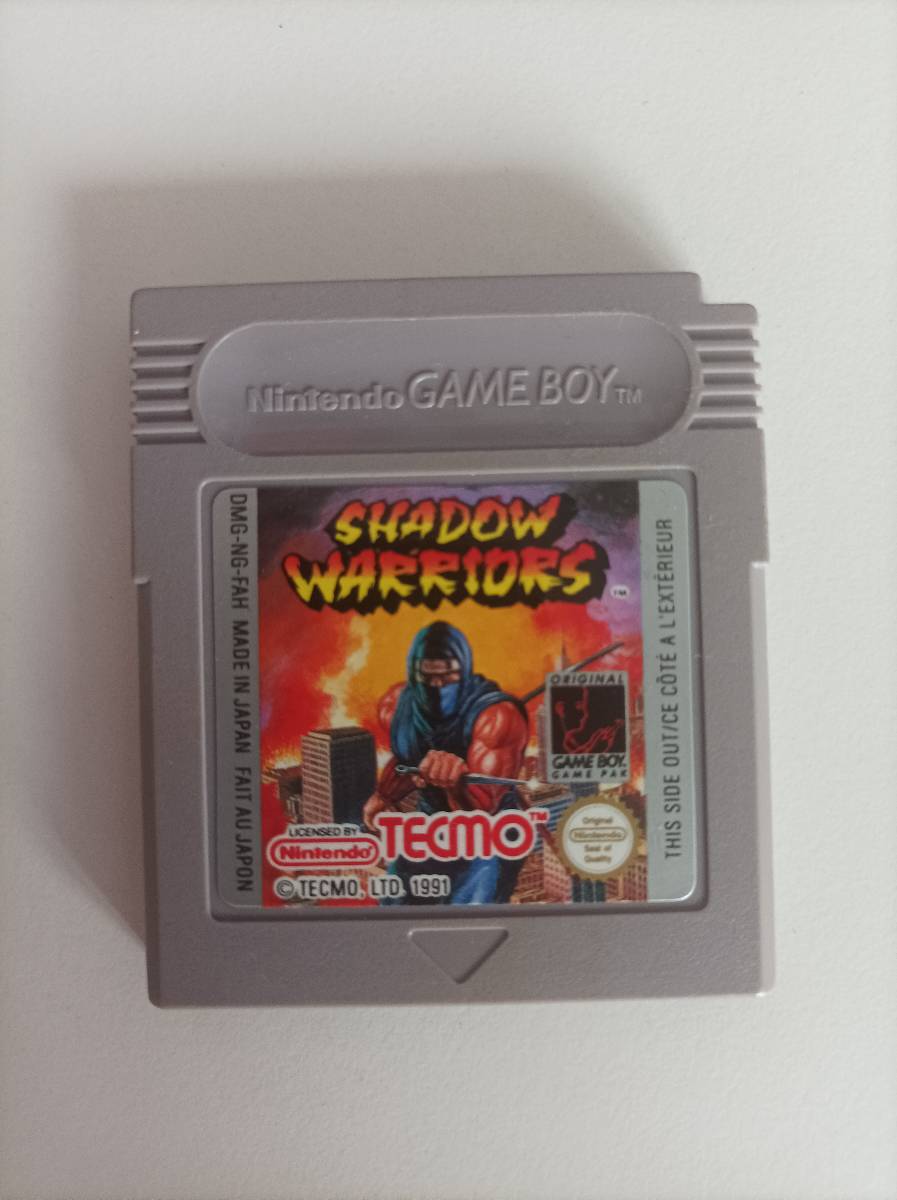 Nintendo GAME BOY TM
DMG-NG-FAH MADE IN JAPAN FAIT AU JAPON
SHADOW
WARRIORS TM
ORIGINAL
GAME BOY
GAME PAK
LICENSED BY
Nintendo
TECMO TM
Original
Nintendo
Seal of
Quality
© TECMO, LTD. 1991
THIS SIDE OUT/CE CÔTÉ A L'EXTÉRIEUR